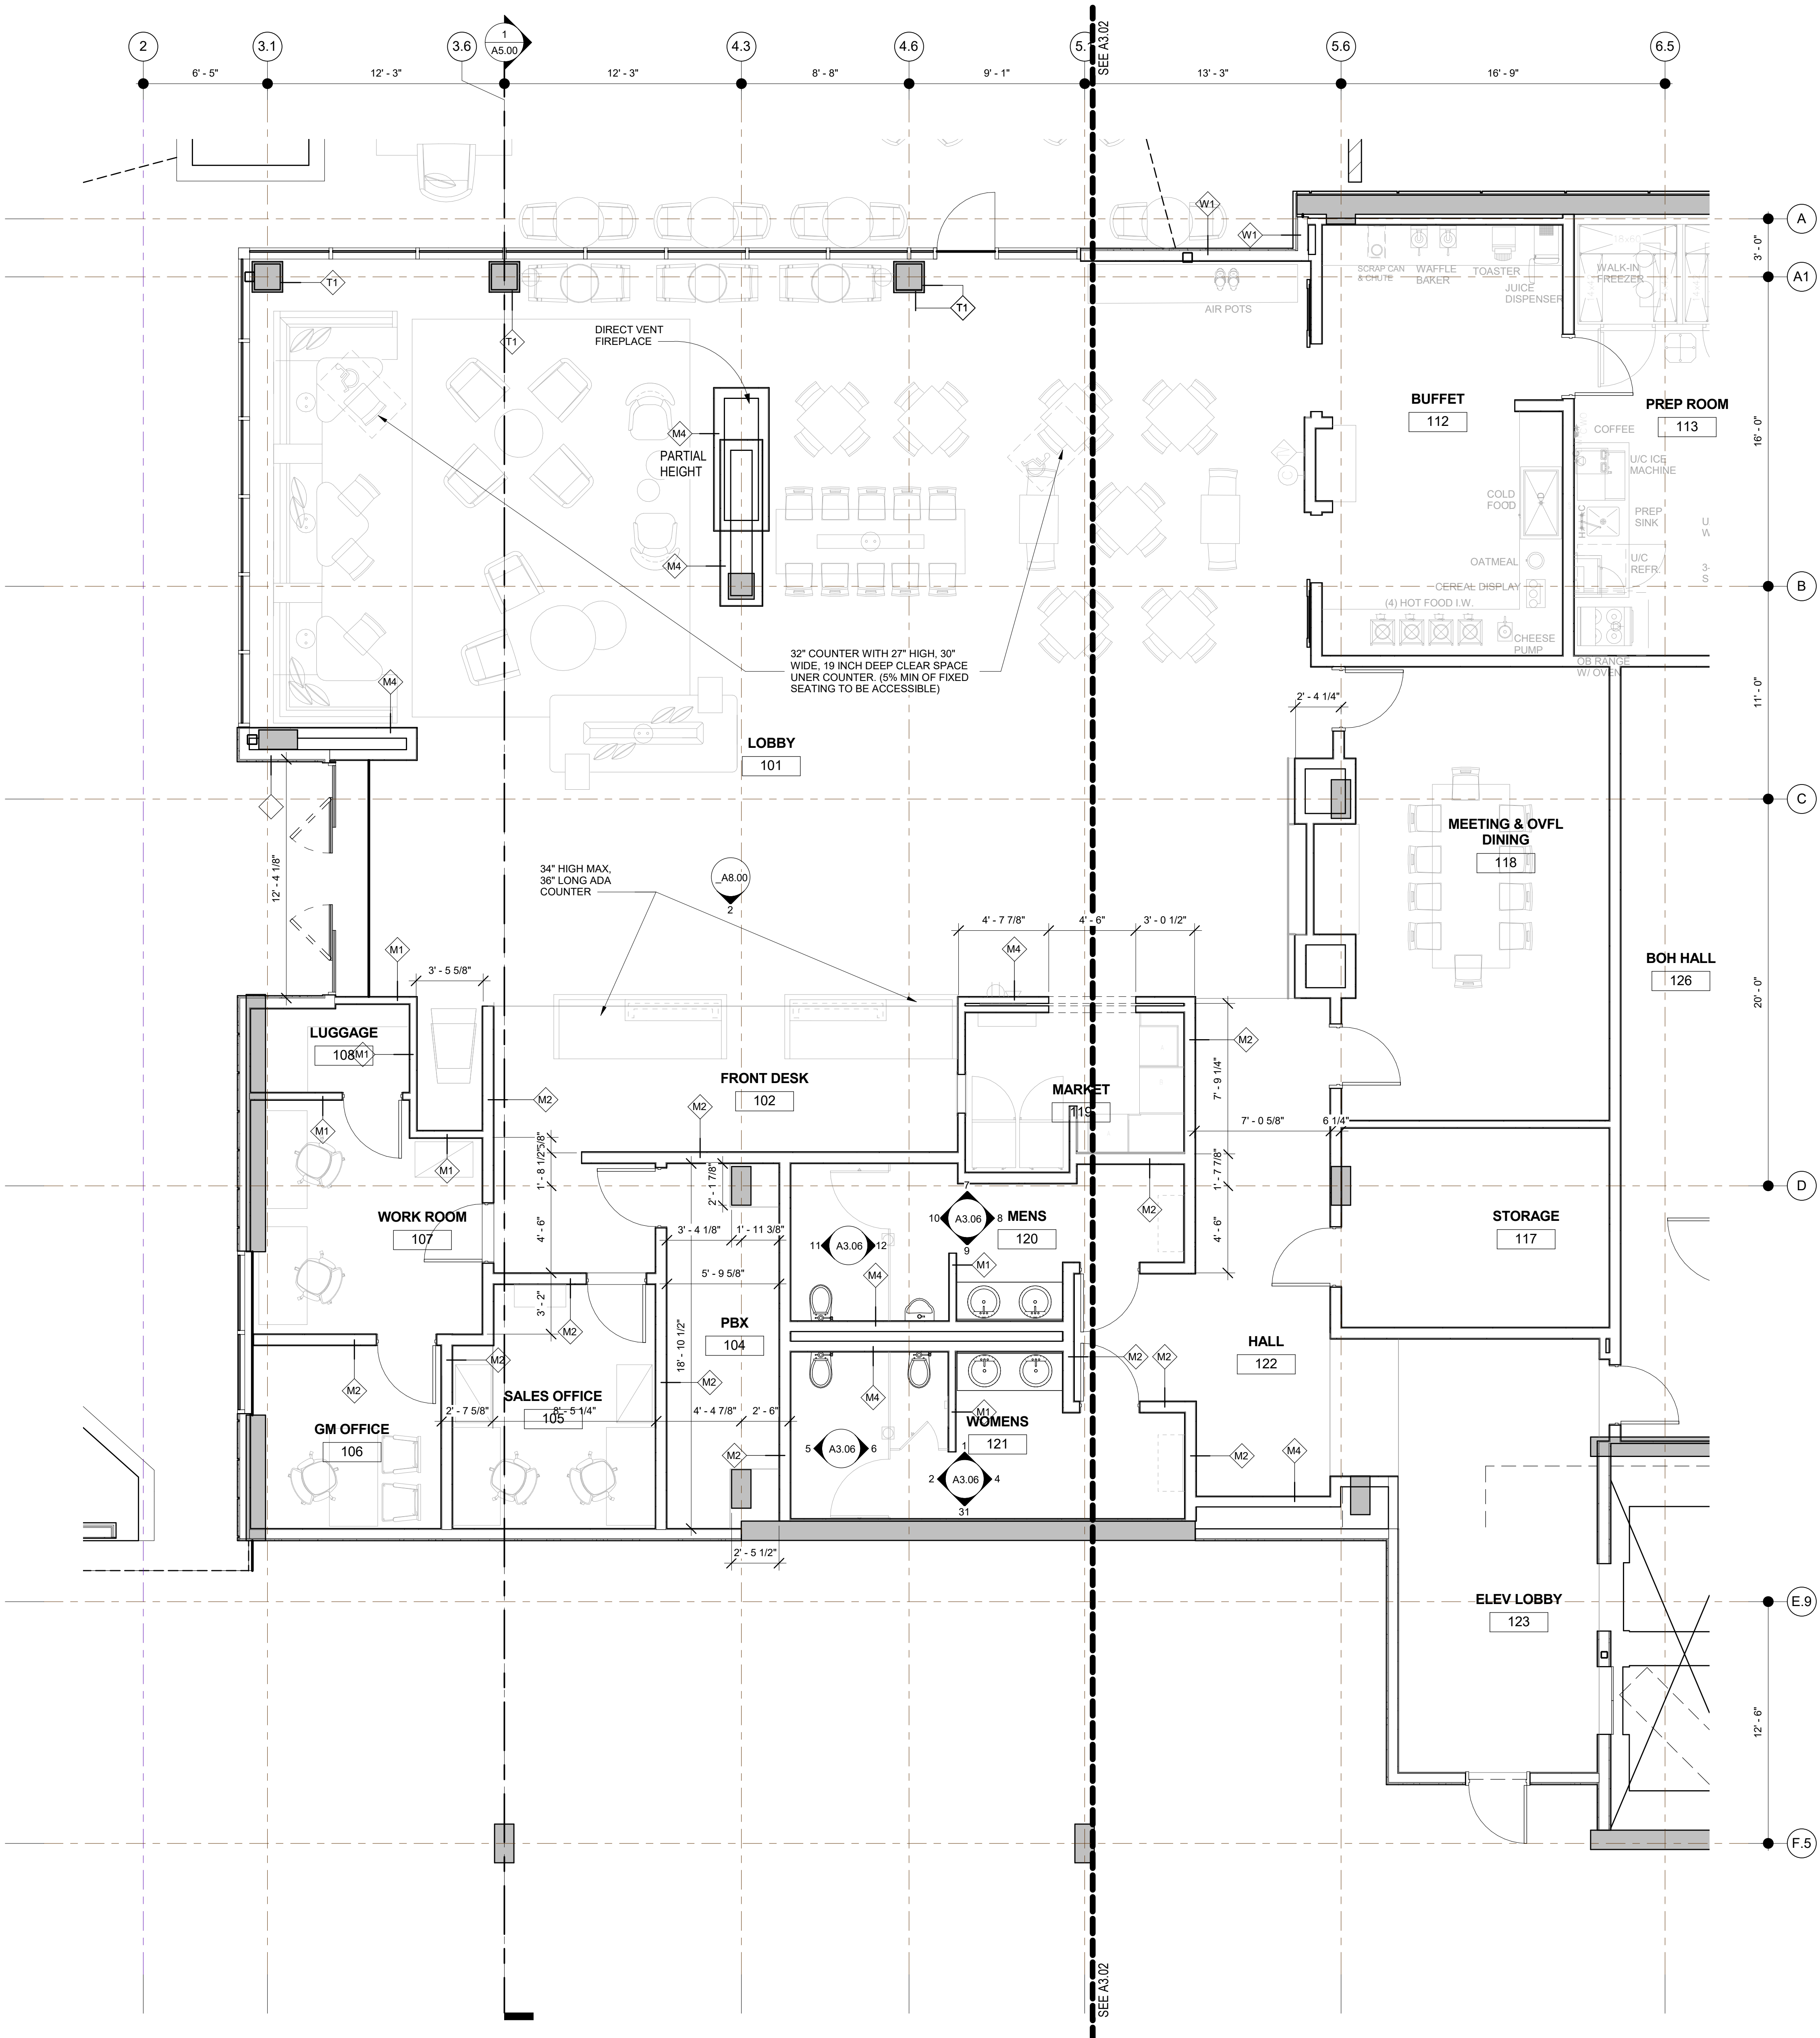 1
A5.00
SEE A3.02
2
3.1
3.6
4.3
4.6
5.6
6.5
6' - 5"
12' - 3"
12' - 3"
8' - 8"
9' - 1"
13' - 3"
16' - 9"
A
3' - 0"
A1
16' - 0"
B
11' - 0"
C
20' - 0"
D
E.9
12' - 6"
F.5
W1
W1
T1
T1
T1
DIRECT VENT
FIREPLACE
M4
PARTIAL
HEIGHT
M4
M4
AIR POTS
SCRAP CAN
& CHUTE
WAFFLE
BAKER
TOASTER
JUICE
DISPENSER
WALK-IN
FREEZER
BUFFET
112
PREP ROOM
113
COFFEE
U/C ICE
MACHINE
COLD
FOOD
PREP
SINK
OATMEAL
U/C
REFR.
CEREAL DISPLAY
(4) HOT FOOD I.W.
CHEESE
PUMP
OB RANGE
W/ OVEN
32" COUNTER WITH 27" HIGH, 30"
WIDE, 19 INCH DEEP CLEAR SPACE
UNER COUNTER. (5% MIN OF FIXED
SEATING TO BE ACCESSIBLE)
2' - 4 1/4"
LOBBY
101
12' - 4 1/8"
MEETING & OVFL
DINING
118
34" HIGH MAX,
36" LONG ADA
COUNTER
_A8.00
2
4' - 7 7/8"
4' - 6"
3' - 0 1/2"
M1
M4
3' - 5 5/8"
BOH HALL
126
LUGGAGE
108
M1
M2
FRONT DESK
102
M2
M2
MARKET
119
7' - 9 1/4"
7' - 0 5/8"
6 1/4"
M1
M1
5/8"
1' - 8 1/2"
4' - 6"
3' - 2"
2' - 1 7/8"
1' - 7 7/8"
4' - 6"
WORK ROOM
107
3' - 4 1/8"
1' - 11 3/8"
5' - 9 5/8"
18' - 10 1/2"
7
10
A3.06
8
9
11
A3.06
12
MENS
120
M2
M1
M4
STORAGE
117
M2
PBX
104
HALL
122
M2
M2
M2
M2
M2
M4
SALES OFFICE
105
2' - 7 5/8"
8' - 5 1/4"
4' - 4 7/8"
2' - 6"
GM OFFICE
106
M1
WOMENS
121
5
A3.06
6
1
2
A3.06
4
31
M2
M2
M4
2' - 5 1/2"
ELEV LOBBY
123
SEE A3.02